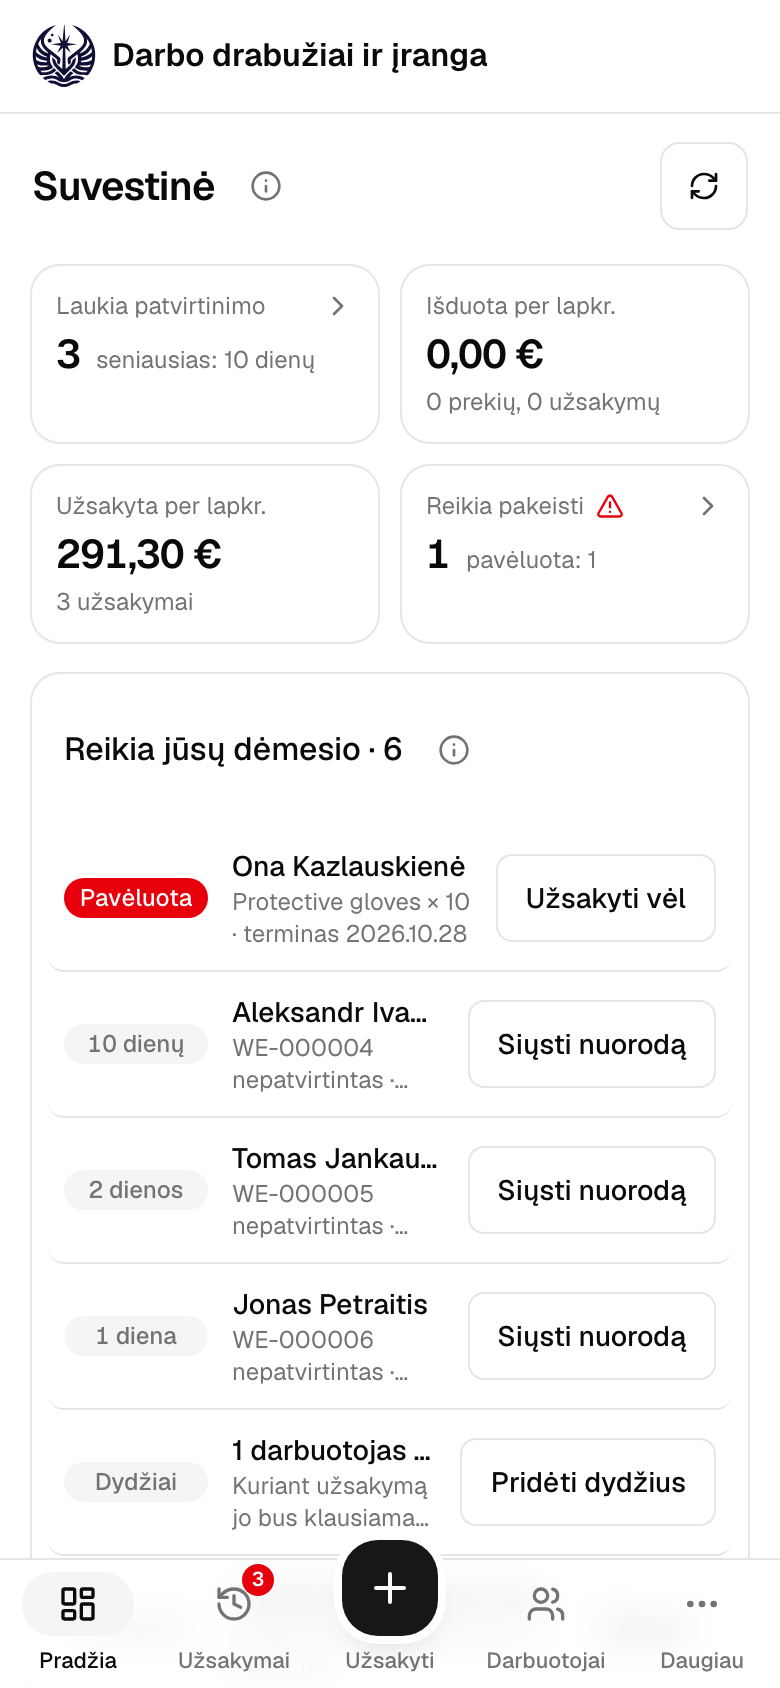 Darbo drabužiai ir įranga
Suvestinė
Laukia patvirtinimo
3 seniausias: 10 dienų
Išduota per lapkr.
0,00 €
0 prekių, 0 užsakymų
Užsakyta per lapkr.
291,30 €
3 užsakymai
Reikia pakeisti
1 pavėluota: 1
Reikia jūsų dėmesio · 6
Pavėluota
Ona Kazlauskienė
Protective gloves × 10
· terminas 2026.10.28
Užsakyti vėl
10 dienų
Aleksandr Iva...
WE-000004
nepatvirtintas ·...
Siųsti nuorodą
2 dienos
Tomas Jankau...
WE-000005
nepatvirtintas ·...
Siųsti nuorodą
1 diena
Jonas Petraitis
WE-000006
nepatvirtintas ·...
Siųsti nuorodą
Dydžiai
1 darbuotojas ...
Kuriant užsakymą
jo bus klausiama...
Pridėti dydžius
3
Pradžia
Užsakymai
Užsakyti
Darbuotojai
Daugiau